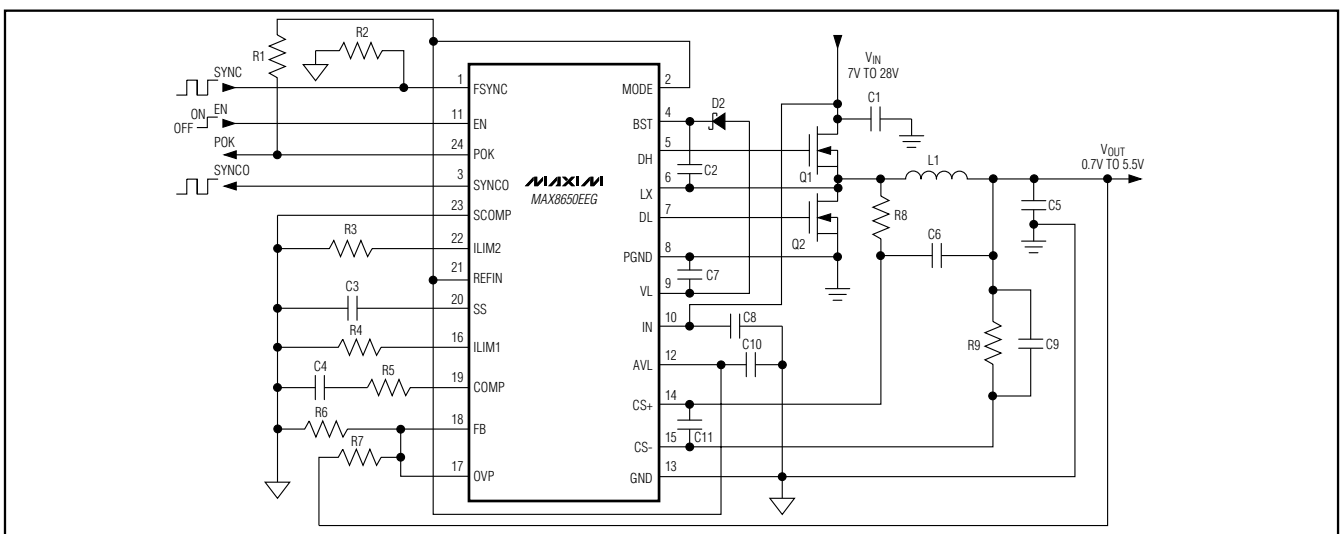 R1
R2
SYNC
ON EN
OFF
POK
SYNCO
1
FSYNC
11
EN
24
POK
3
SYNCO
23
SCOMP
R3
22
ILIM2
21
REFIN
C3
20
SS
R4
16
ILIM1
C4
R5
19
COMP
R6
18
FB
R7
17
OVP
MAXIM
MAX8650EEG
2
MODE
4
BST
D2
5
DH
C2
6
LX
7
DL
8
PGND
C7
9
VL
10
IN
C8
12
AVL
C10
14
CS+
C11
15
CS-
13
GND
VIN
7V TO 28V
C1
Q1
Q2
L1
R8
C6
VOUT
0.7V TO 5.5V
C5
R9
C9